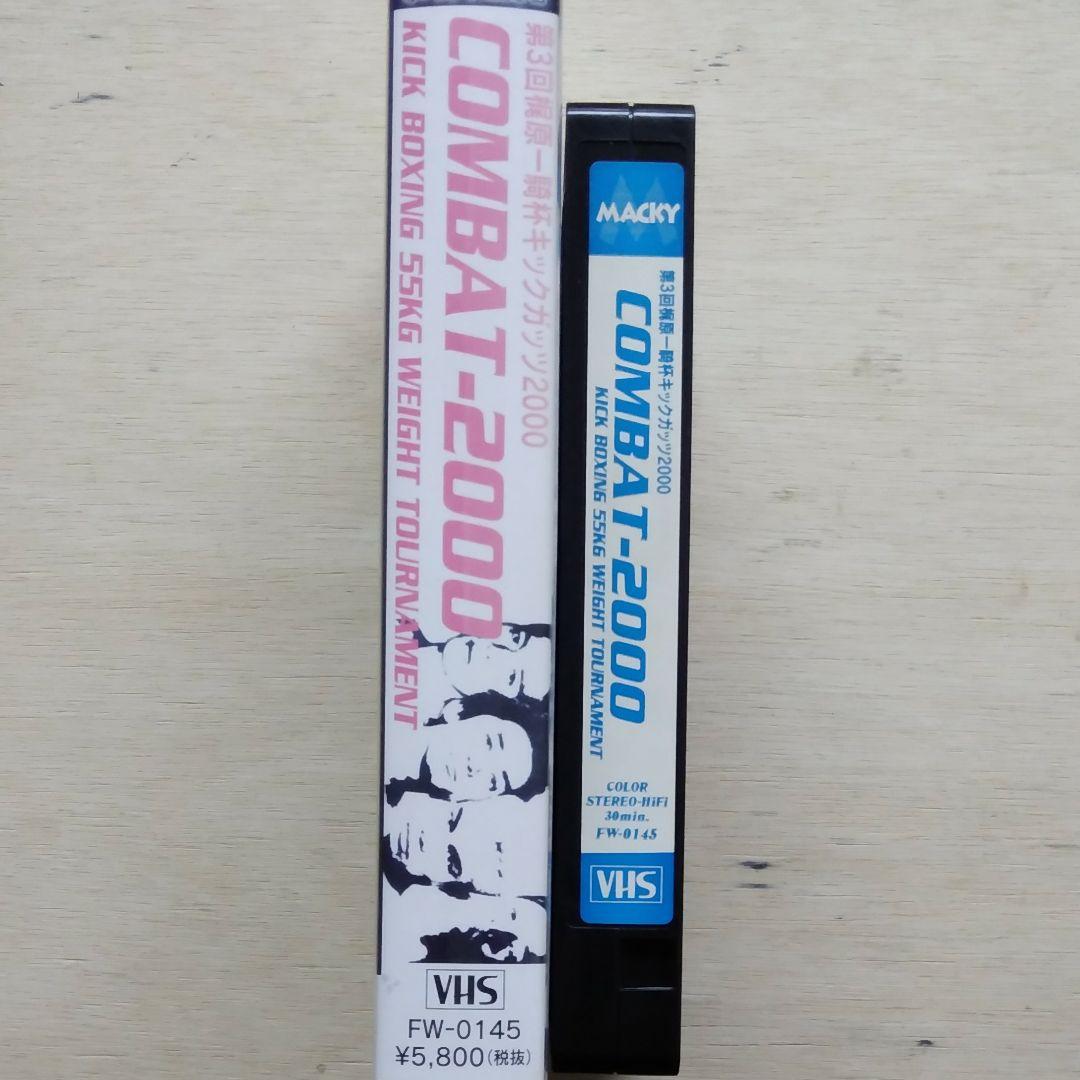 第3回梶原一騎杯キックガッツ2000
COMBAT-2000
KICK BOXING 55KG WEIGHT TOURNAMENT
VHS
FW-0145
¥5,800(税抜)
MACKY
第3回梶原一騎杯キックガッツ2000
COMBAT-2000
KICK BOXING 55KG WEIGHT TOURNAMENT
COLOR
STEREO-HiFi
30min.
FW-0145
VHS